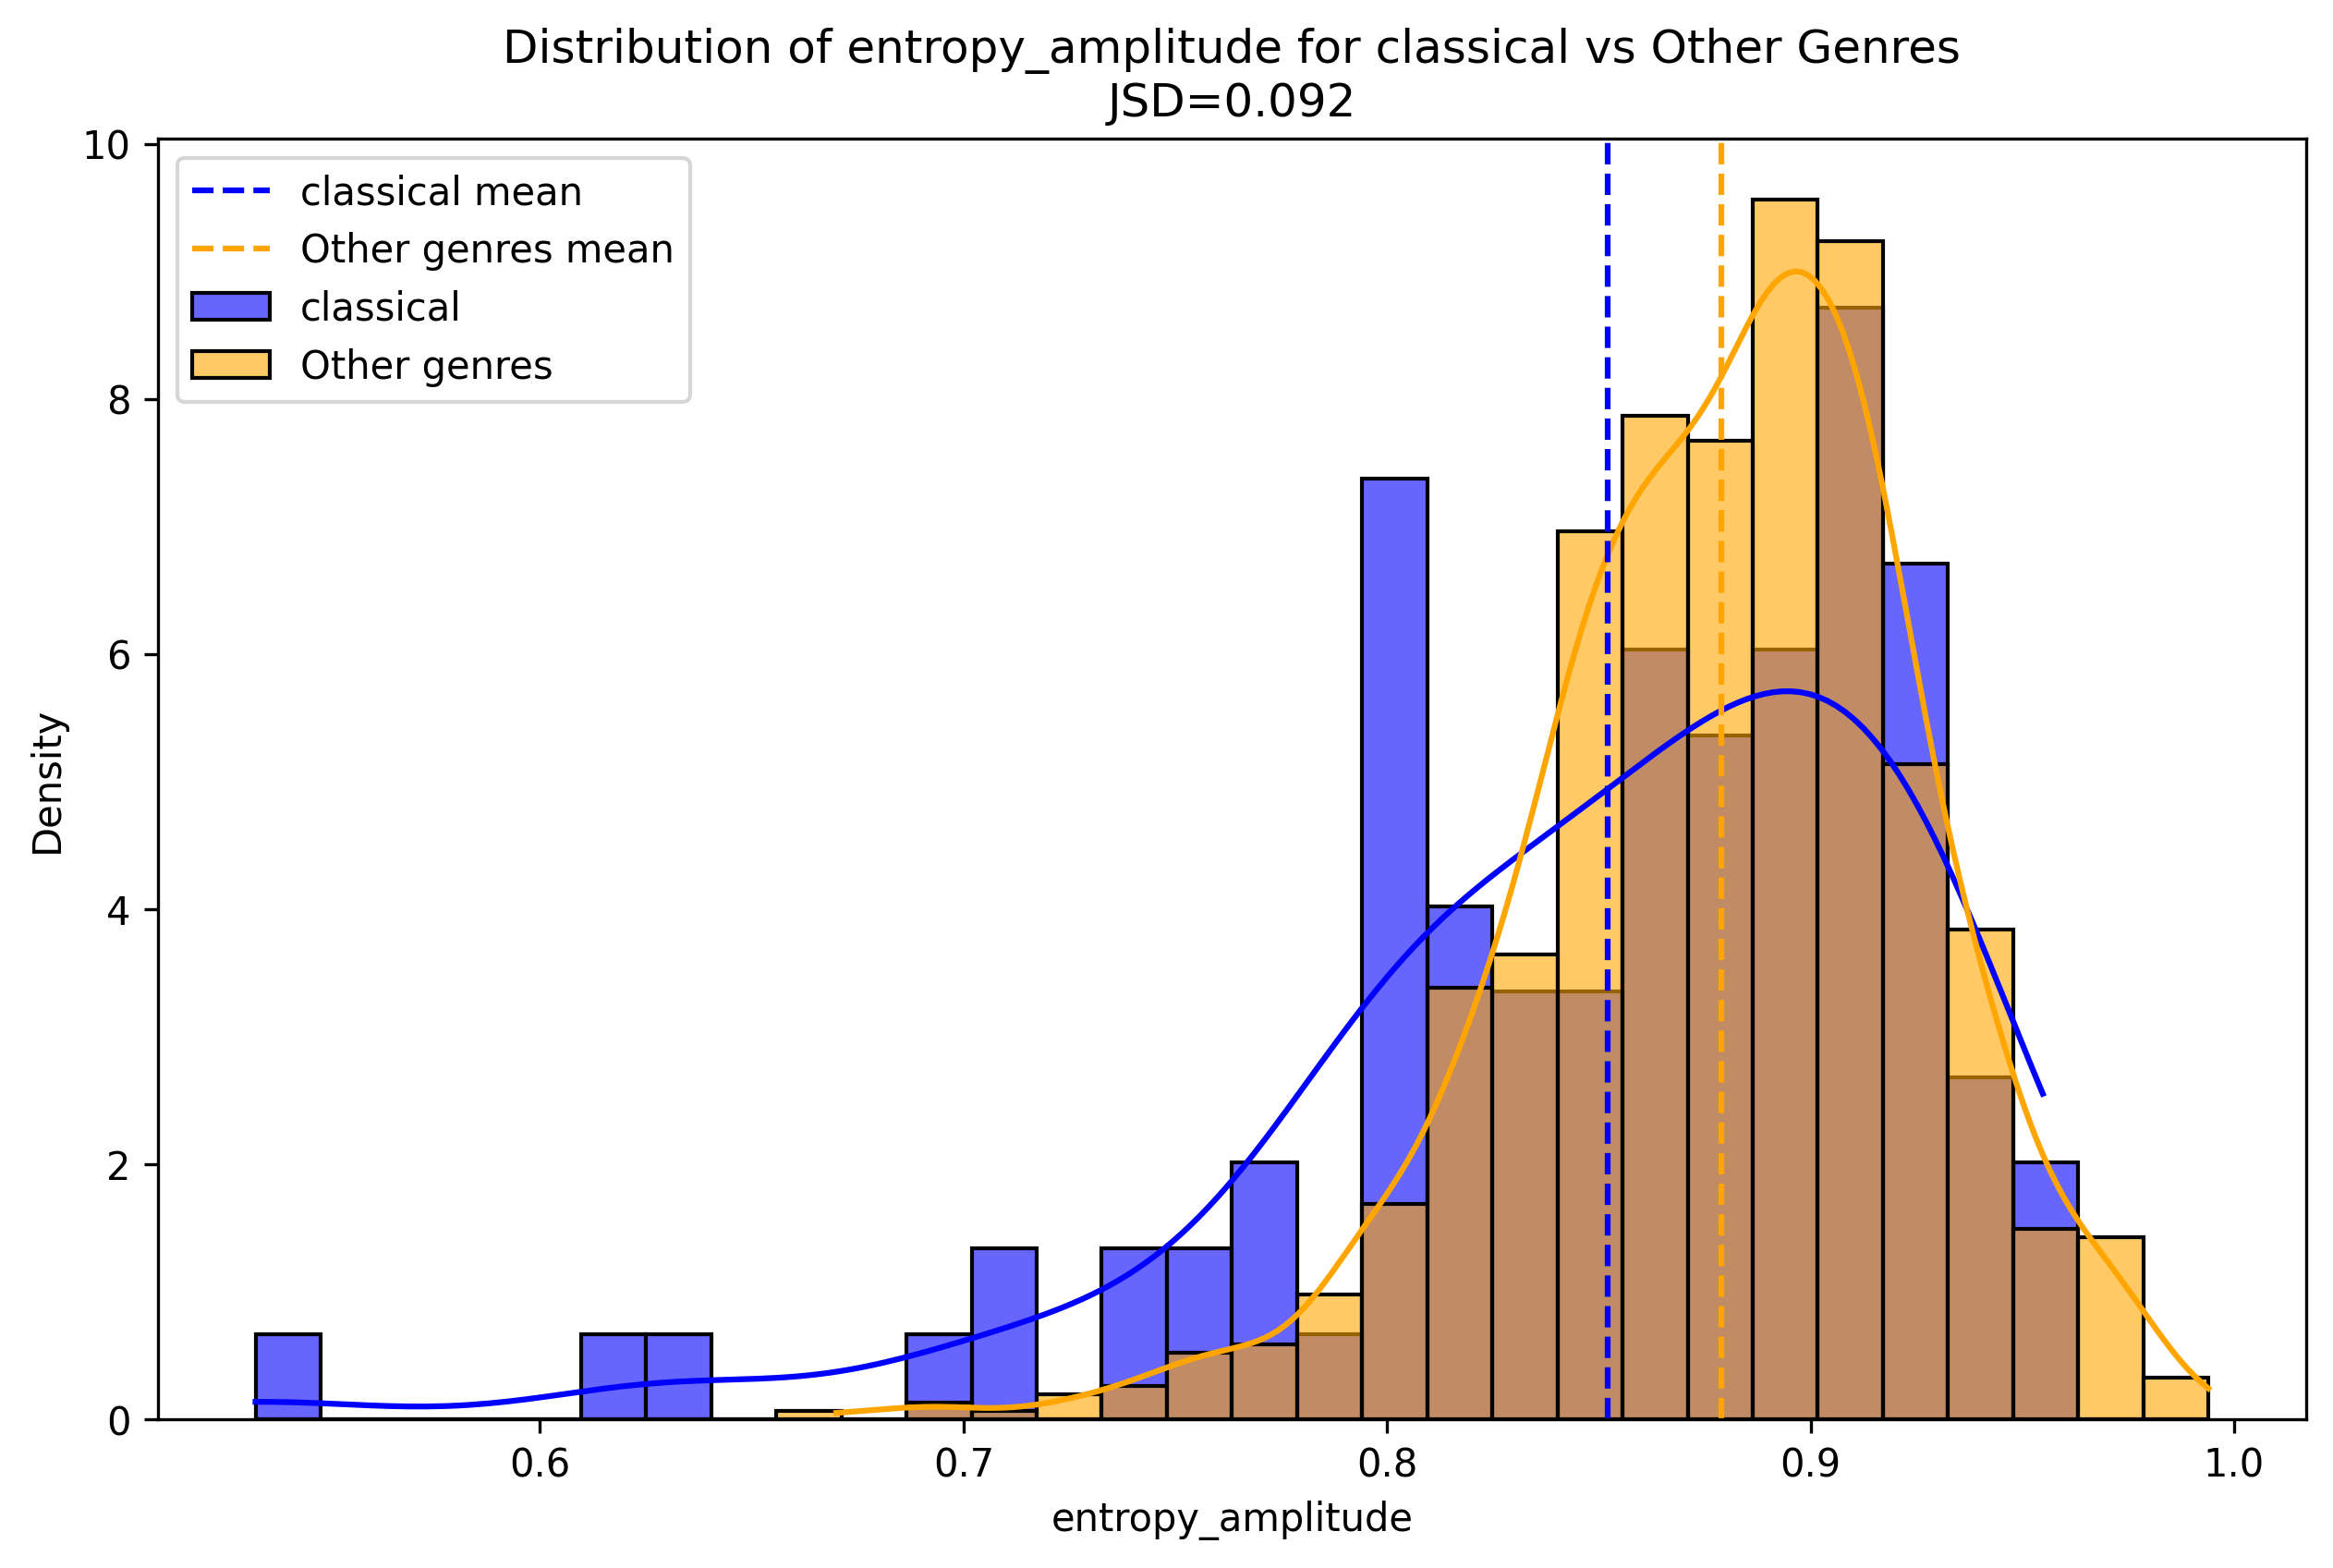 Distribution of entropy_amplitude for classical vs Other Genres
JSD=0.092
classical mean
Other genres mean
classical
Other genres
Density
10
8
6
4
2
0
0.6
0.7
0.8
0.9
1.0
entropy_amplitude